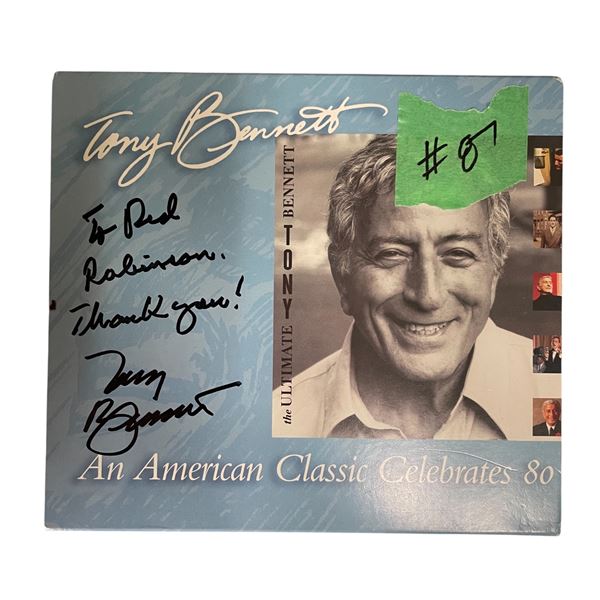 Tony Bennett
#87
To Red
Robinson.
Thank you!
Tony
Bennett
the ULTIMATE TONY BENNETT
An American Classic Celebrates 80